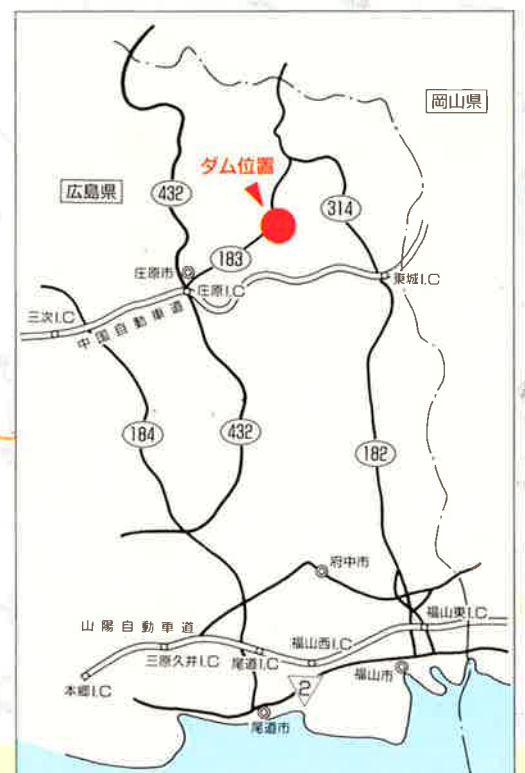 岡山県
ダム位置
広島県
432
314
183
庄原市
東城I.C
庄原I.C
三次I.C
中国自動車道
184
432
182
府中市
福山東I.C
山陽自動車道
福山西I.C
三原久井I.C
尾道I.C
福山市
本郷I.C
2
尾道市